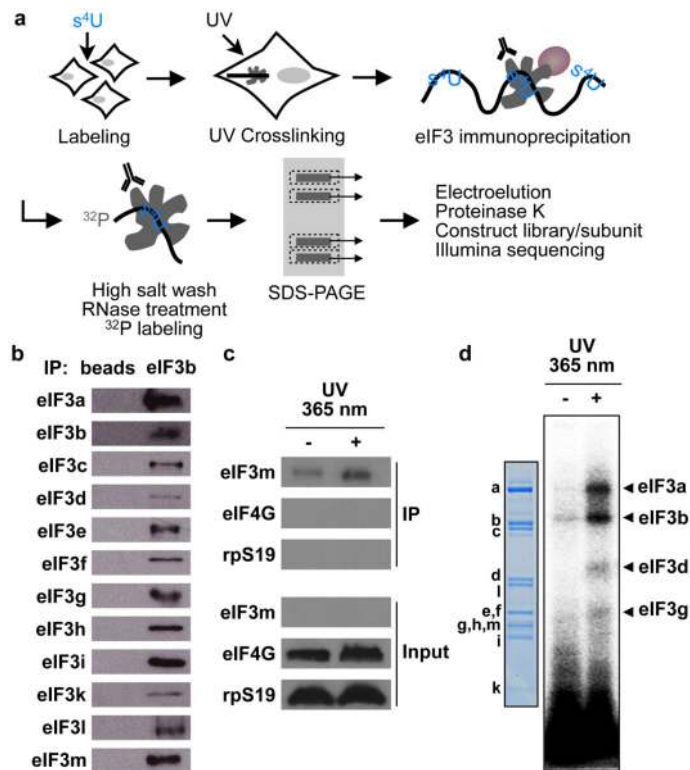 a
s⁴U
UV
s⁴U
s⁴U
Labeling
UV Crosslinking
eIF3 immunoprecipitation
³²P
High salt wash
RNase treatment
³²P labeling
SDS-PAGE
Electroelution
Proteinase K
Construct library/subunit
Illumina sequencing
b
IP: beads eIF3b
eIF3a
eIF3b
eIF3c
eIF3d
eIF3e
eIF3f
eIF3g
eIF3h
eIF3i
eIF3k
eIF3l
eIF3m
c
UV
365 nm
- +
eIF3m
eIF4G
rpS19
IP
eIF3m
eIF4G
rpS19
Input
d
UV
365 nm
- +
a
b
c
d
l
e,f
g,h,m
i
k
eIF3a
eIF3b
eIF3d
eIF3g